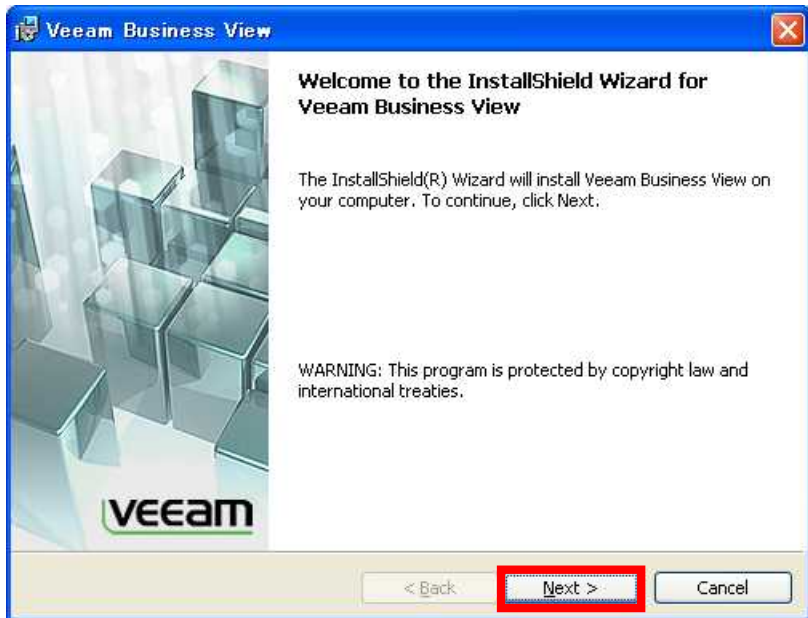 Veeam Business View
Welcome to the InstallShield Wizard for
Veeam Business View
The InstallShield(R) Wizard will install Veeam Business View on
your computer. To continue, click Next.
WARNING: This program is protected by copyright law and
international treaties.
veeam
< Back
Next >
Cancel